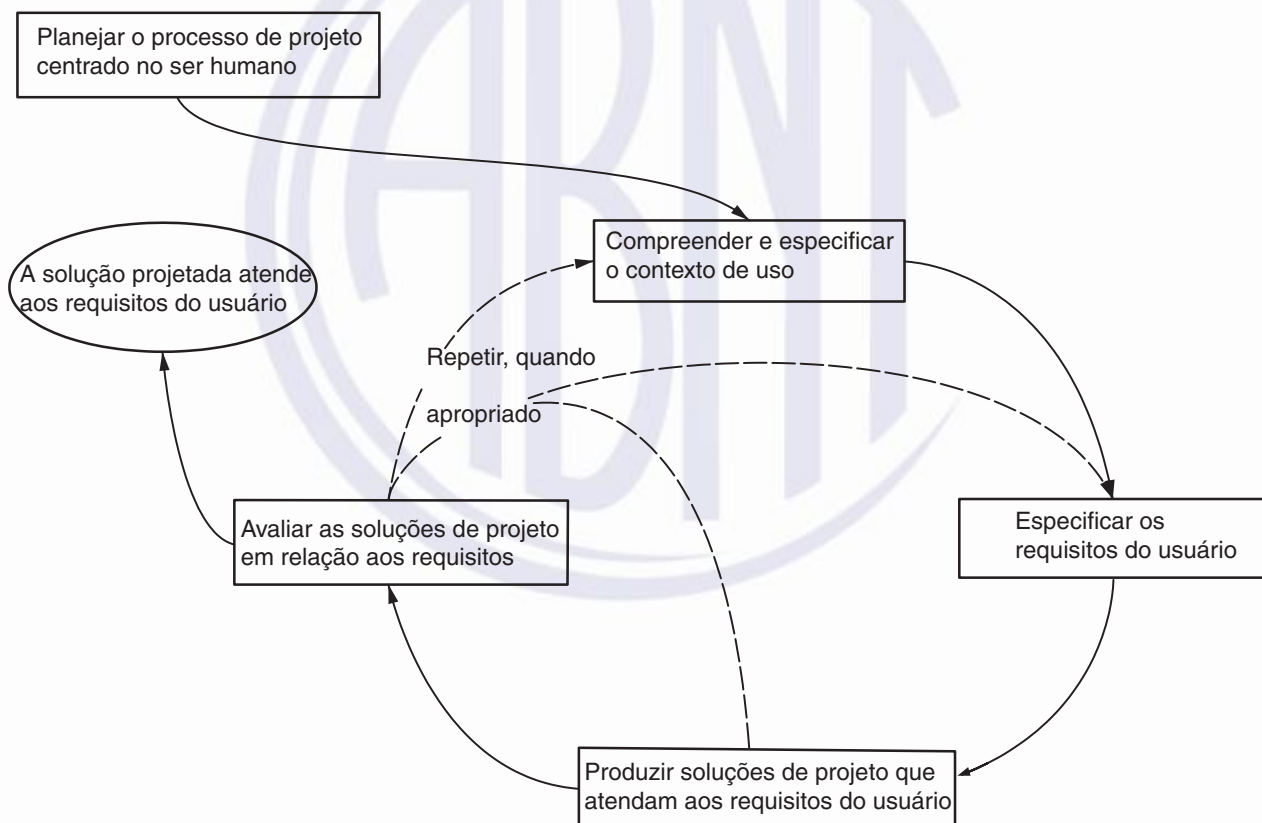 Planejar o processo de projeto
centrado no ser humano
A solução projetada atende
aos requisitos do usuário
Compreender e especificar
o contexto de uso
Repetir, quando
apropriado
Avaliar as soluções de projeto
em relação aos requisitos
Especificar os
requisitos do usuário
Produzir soluções de projeto que
atendam aos requisitos do usuário
ABNT